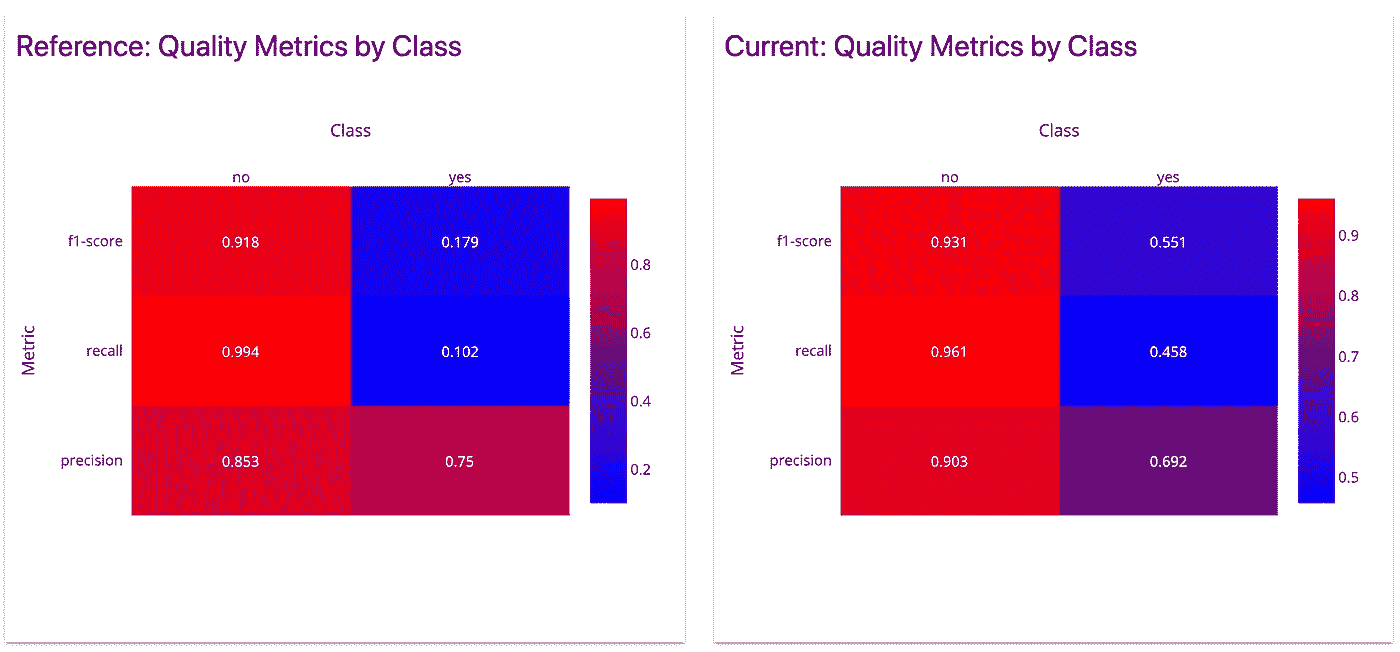 Reference: Quality Metrics by Class
Class
no yes
f1-score 0.918 0.179
0.8
0.6
Metric recall 0.994 0.102
0.4
precision 0.853 0.75
0.2
Current: Quality Metrics by Class
Class
no yes
f1-score 0.931 0.551
0.9
0.8
Metric recall 0.961 0.458
0.7
0.6
precision 0.903 0.692
0.5